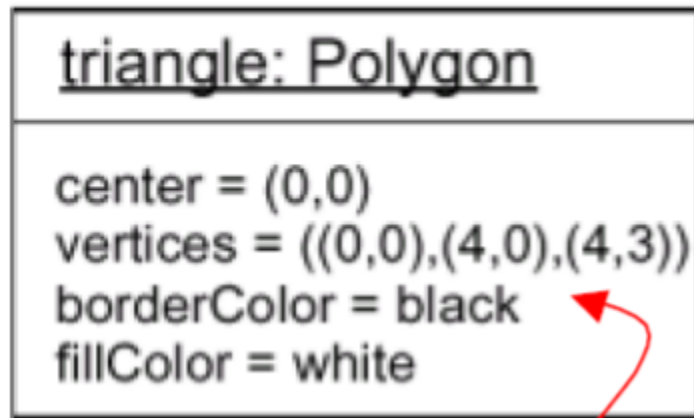 triangle: Polygon
center = (0,0)
vertices = ((0,0),(4,0),(4,3))
borderColor = black
fillColor = white